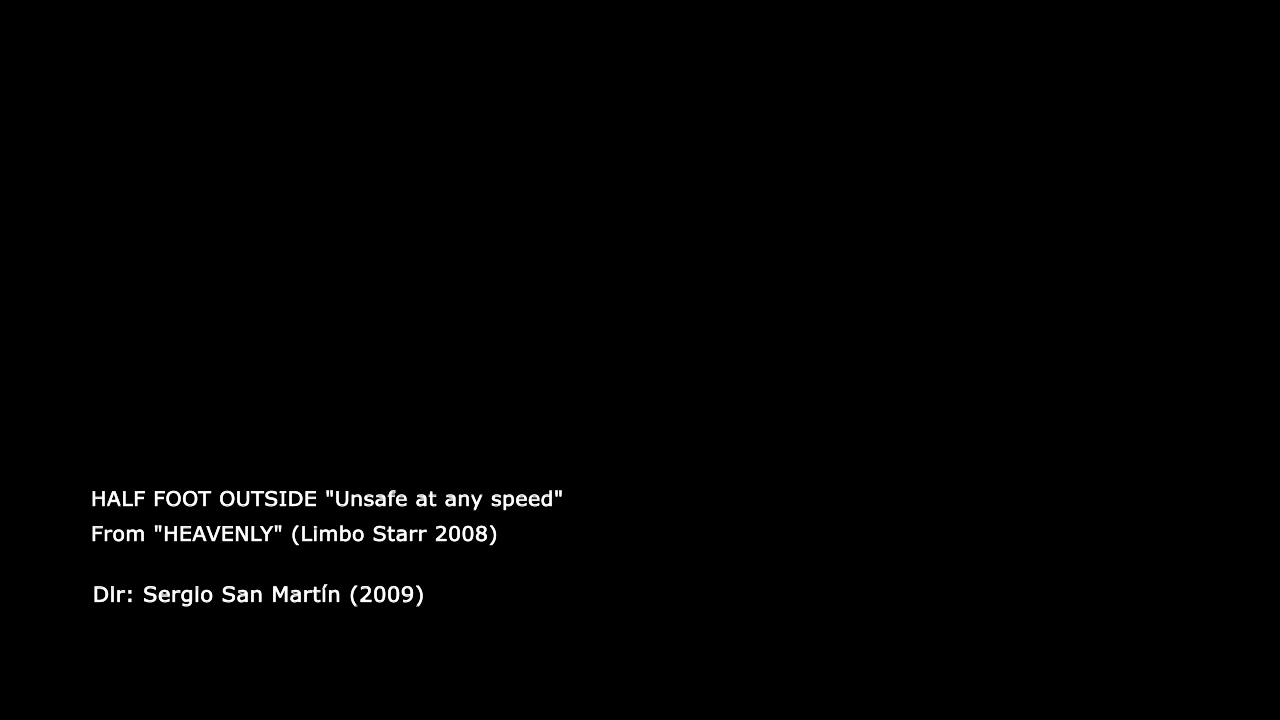 HALF FOOT OUTSIDE "Unsafe at any speed"
From "HEAVENLY" (Limbo Starr 2008)
Dir: Sergio San Martín (2009)